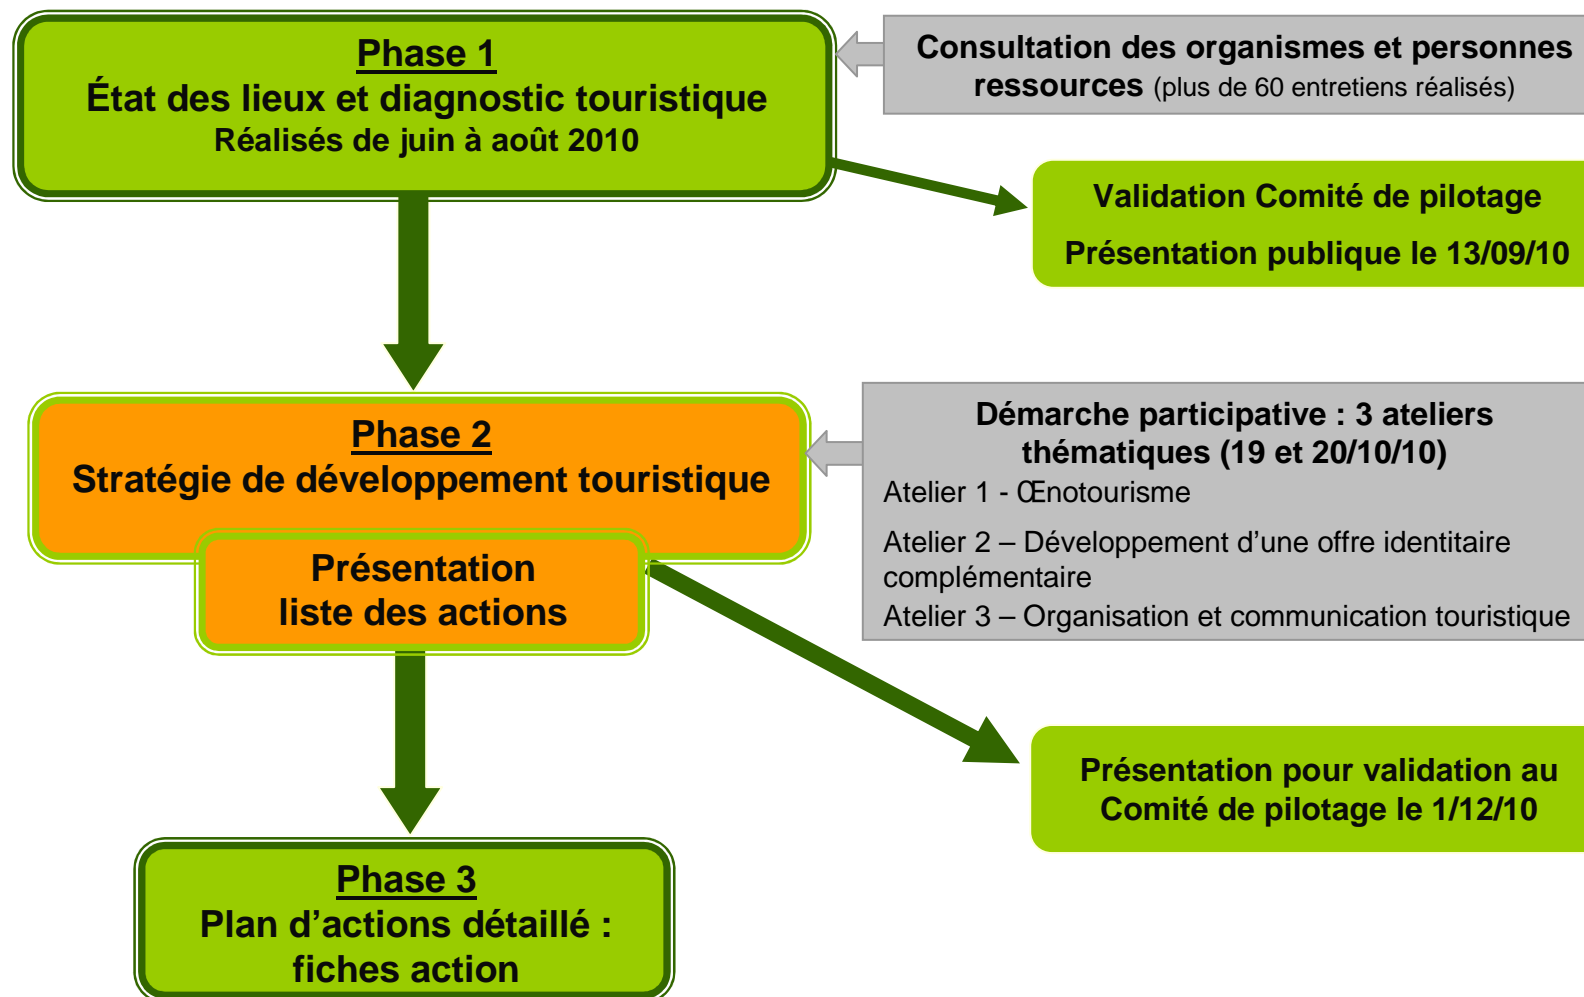 Phase 1
État des lieux et diagnostic touristique
Réalisés de juin à août 2010
Consultation des organismes et personnes
ressources (plus de 60 entretiens réalisés)
Validation Comité de pilotage
Présentation publique le 13/09/10
Phase 2
Stratégie de développement touristique
Présentation
liste des actions
Démarche participative : 3 ateliers
thématiques (19 et 20/10/10)
Atelier 1 - Œnotourisme
Atelier 2 – Développement d’une offre identitaire
complémentaire
Atelier 3 – Organisation et communication touristique
Présentation pour validation au
Comité de pilotage le 1/12/10
Phase 3
Plan d’actions détaillé :
fiches action